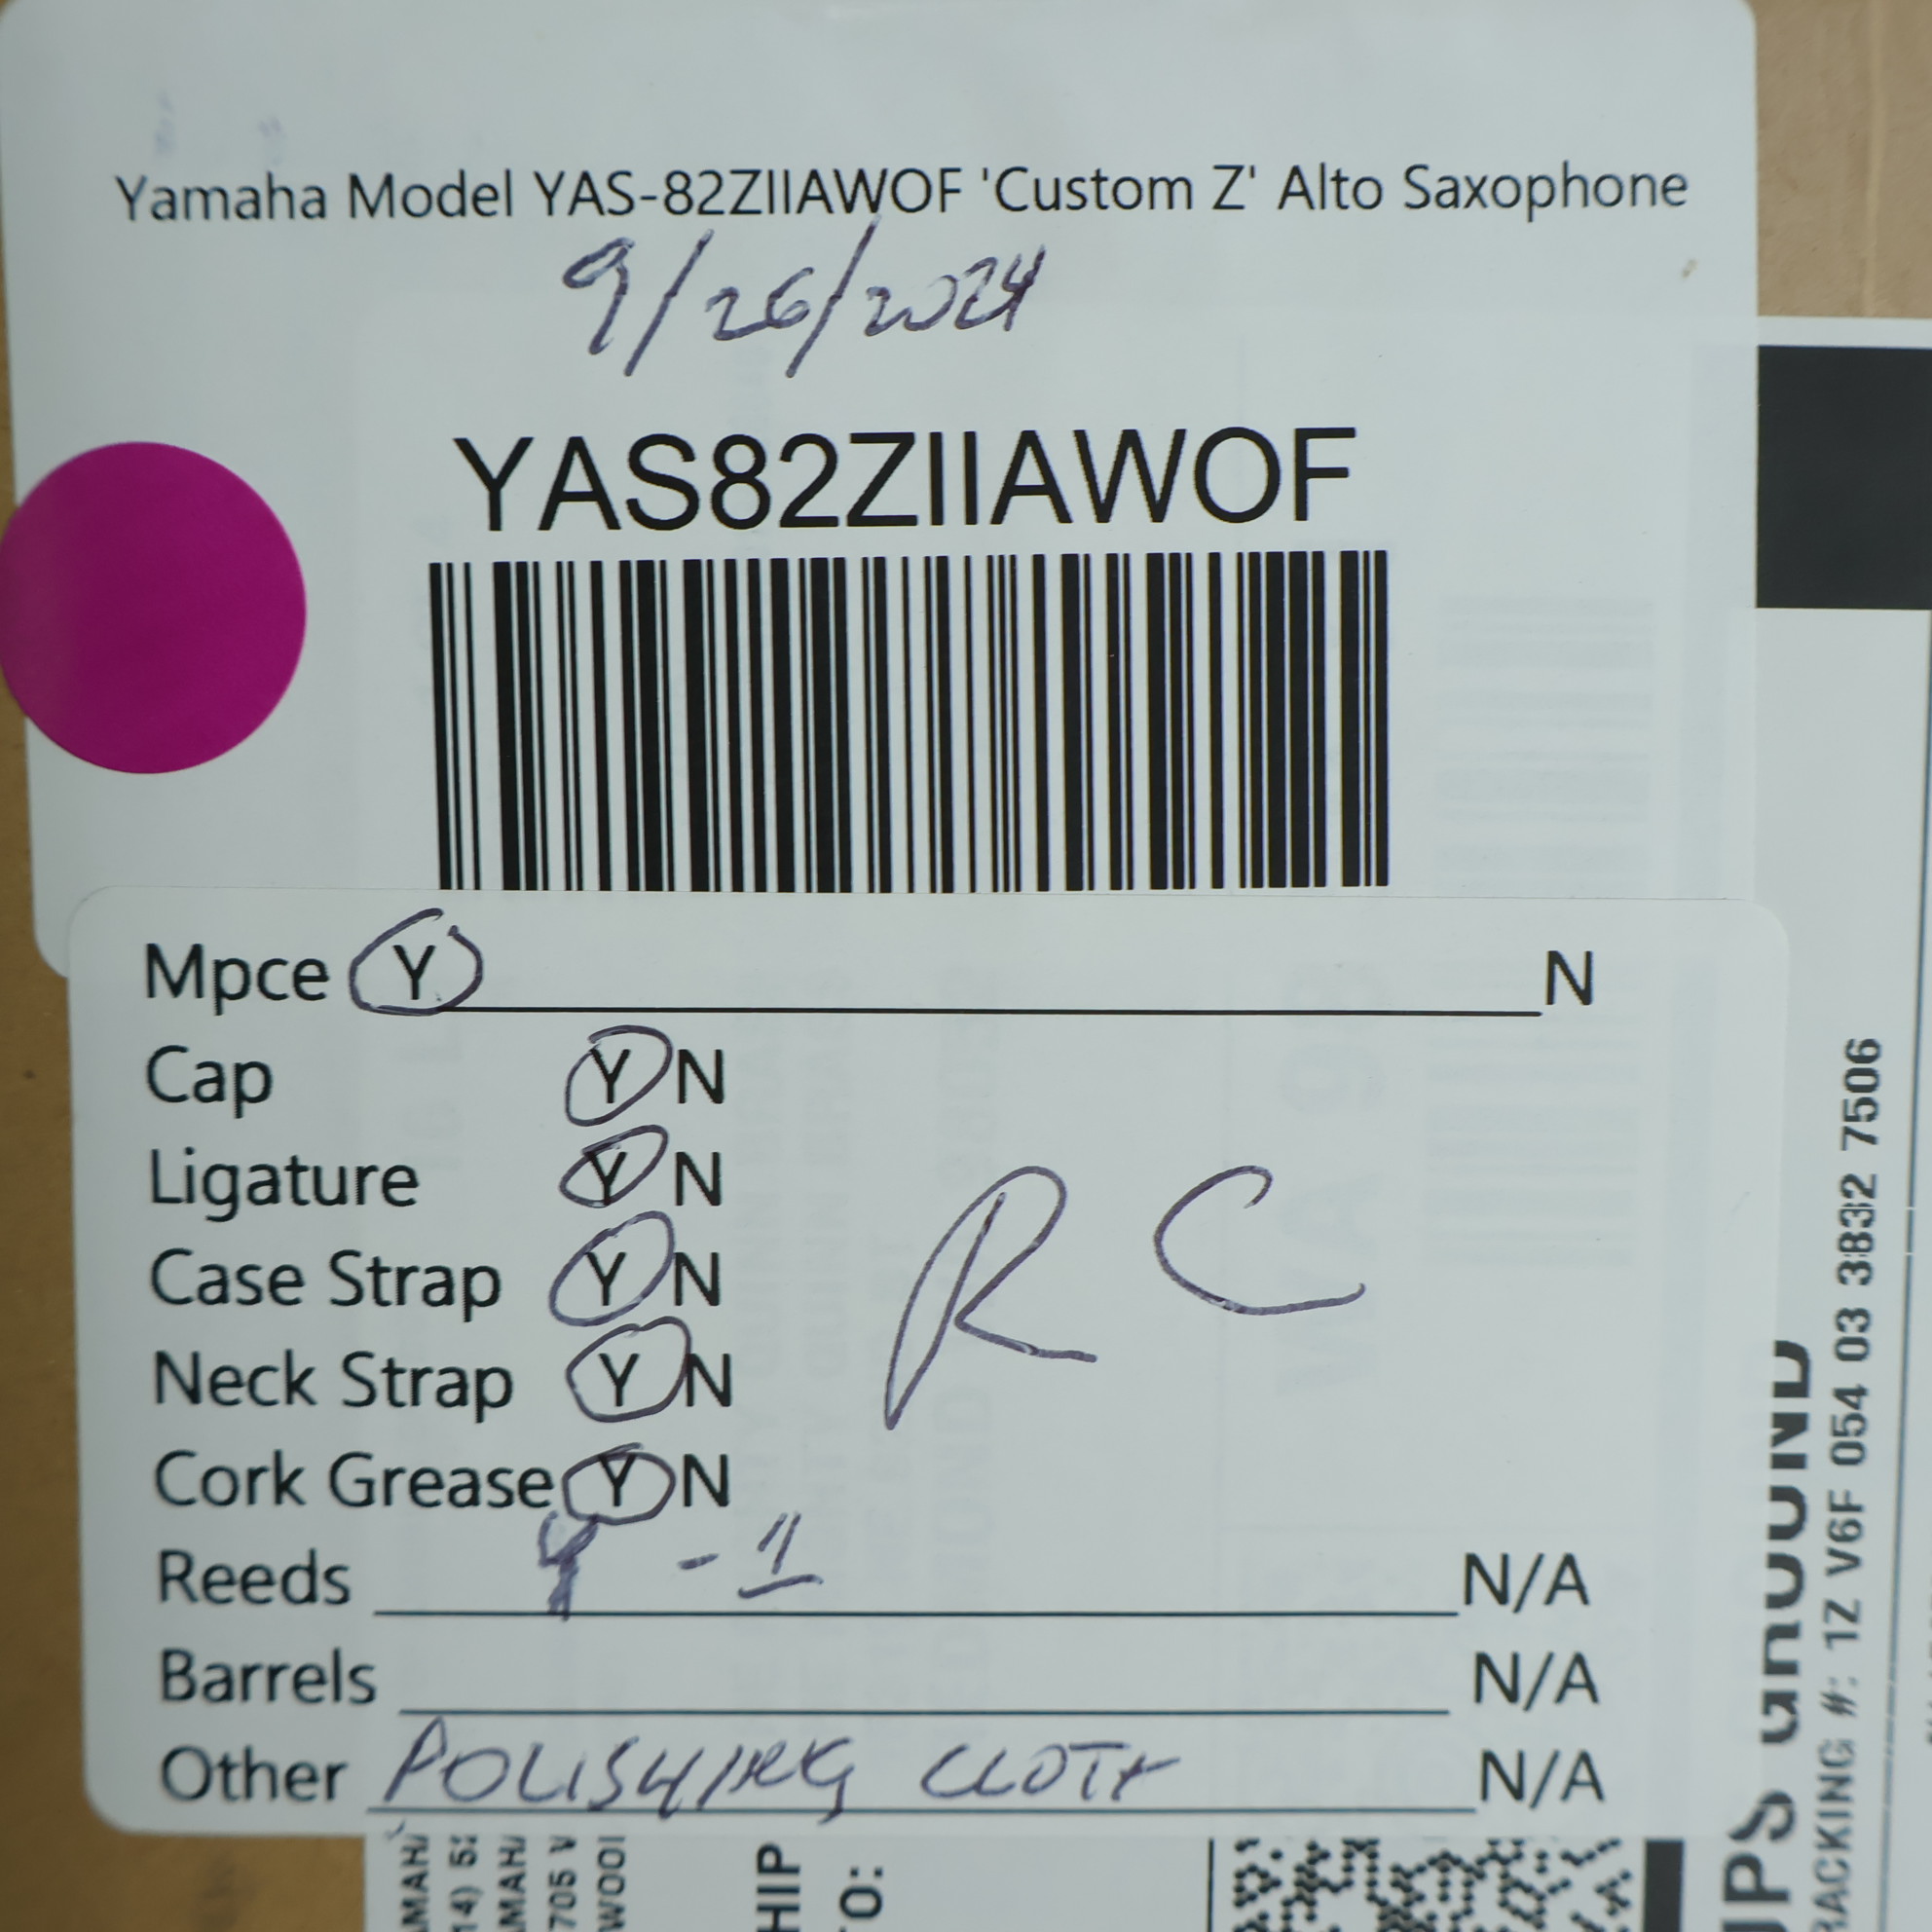 Yamaha Model YAS-82ZIIAWOF 'Custom Z' Alto Saxophone
9/26/2024
YAS82ZIIAWOF
Mpce Y N
Cap Y N
Ligature Y N
Case Strap Y N
Neck Strap Y N
Cork Grease Y N
R C
Reeds Y - 1 N/A
Barrels N/A
Other POLISHING CLOTH N/A
UPS GROUND
TRACKING #: 1Z V6F 054 03 3832 7506
SHIP
TO: